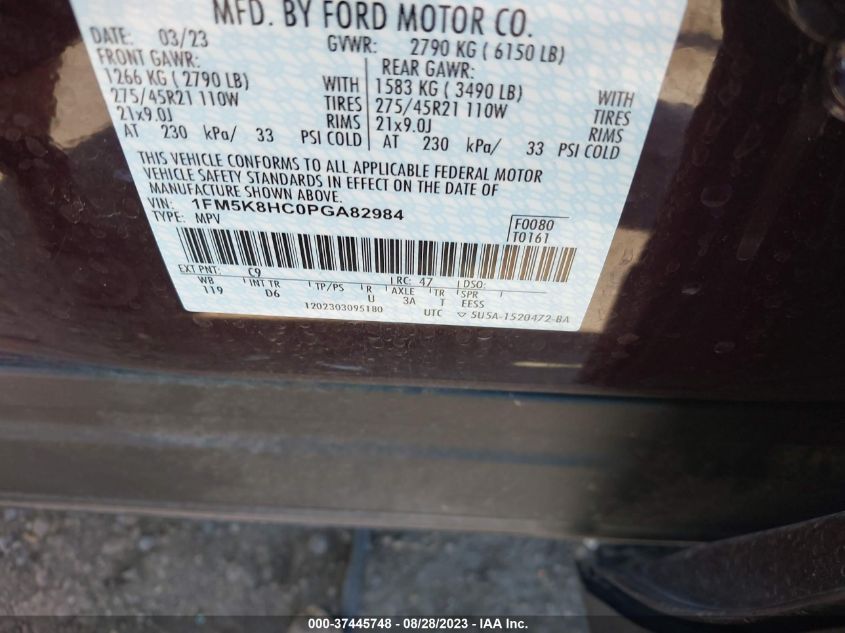 MFD. BY FORD MOTOR CO.
DATE: 03/23 GVWR: 2790 KG ( 6150 LB)
FRONT GAWR: REAR GAWR:
1266 KG ( 2790 LB) WITH 1583 KG ( 3490 LB) WITH
275/45R21 110W TIRES 275/45R21 110W TIRES
21x9.0J RIMS 21x9.0J RIMS
AT 230 kPa/ 33 PSI COLD AT 230 kPa/ 33 PSI COLD
THIS VEHICLE CONFORMS TO ALL APPLICABLE FEDERAL MOTOR
VEHICLE SAFETY STANDARDS IN EFFECT ON THE DATE OF
MANUFACTURE SHOWN ABOVE.
VIN: 1FM5K8HC0PGA82984
MPV
F0080
T0161
EXT PNT: C9 RC: 47 DSO:
WB INT TR TP/PS R AXLE TR SPR
119 D6 U 3A T EESS
1202303095180 UTC ▽ 5U5A-1520472-BA
000-37445748 | 08/28/2023 | IAA Inc.